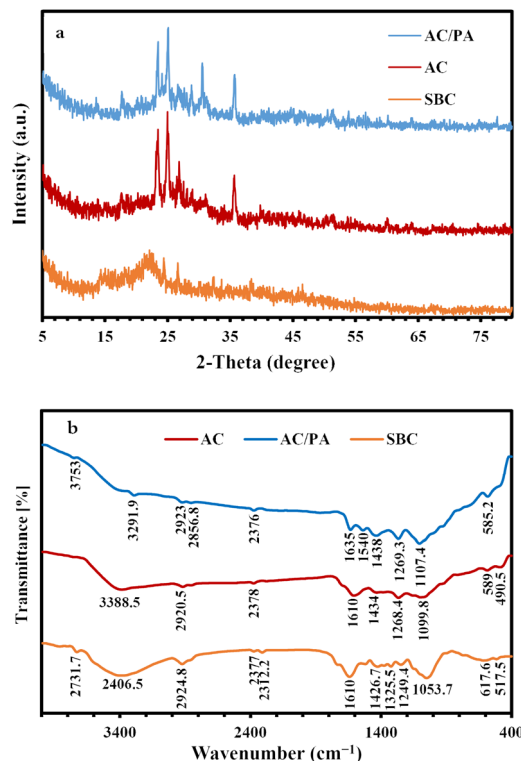 a
AC/PA
AC
SBC
Intensity (a.u.)
5 15 25 35 45 55 65 75
2-Theta (degree)
b
AC AC/PA SBC
Transmittance [%]
3753
3291.9
2923
2856.8
2376
1635
1540
1438
1269.3
1107.4
585.2
3388.5
2920.5
2378
1610
1434
1268.4
1099.8
589
490.5
2731.7
2406.5
2924.8
2377
2312.2
1610
1426.7
1325.5
1249.4
1053.7
617.6
517.5
3400 2400 1400 400
Wavenumber (cm−1)